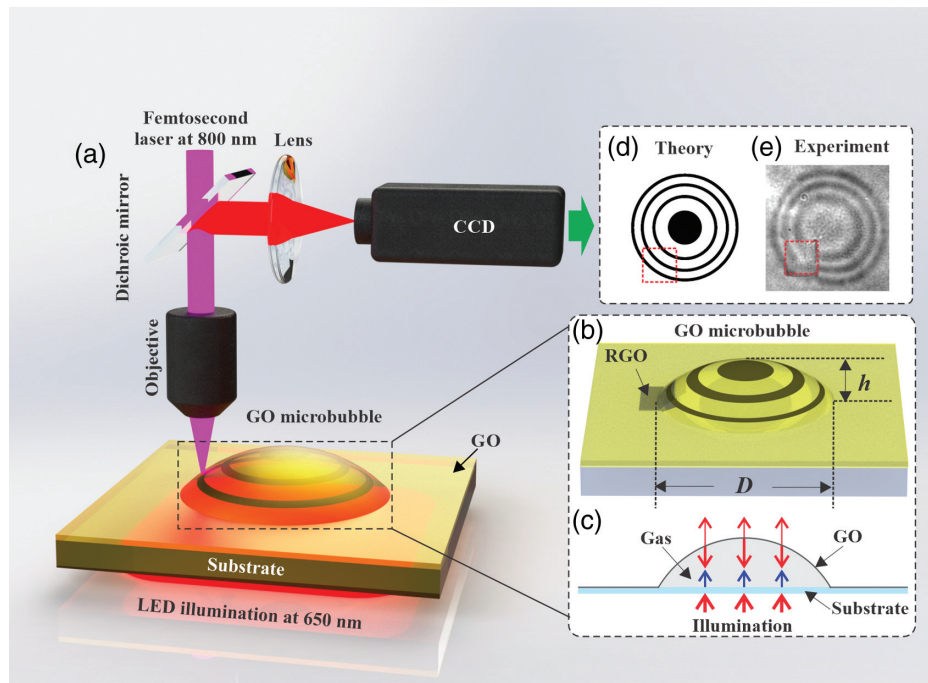 (a)
Femtosecond
laser at 800 nm
Lens
Dichroic mirror
CCD
Objective
GO microbubble
GO
Substrate
LED illumination at 650 nm
(d)
Theory
(e)
Experiment
(b)
GO microbubble
RGO
h
D
(c)
Gas
GO
Substrate
Illumination